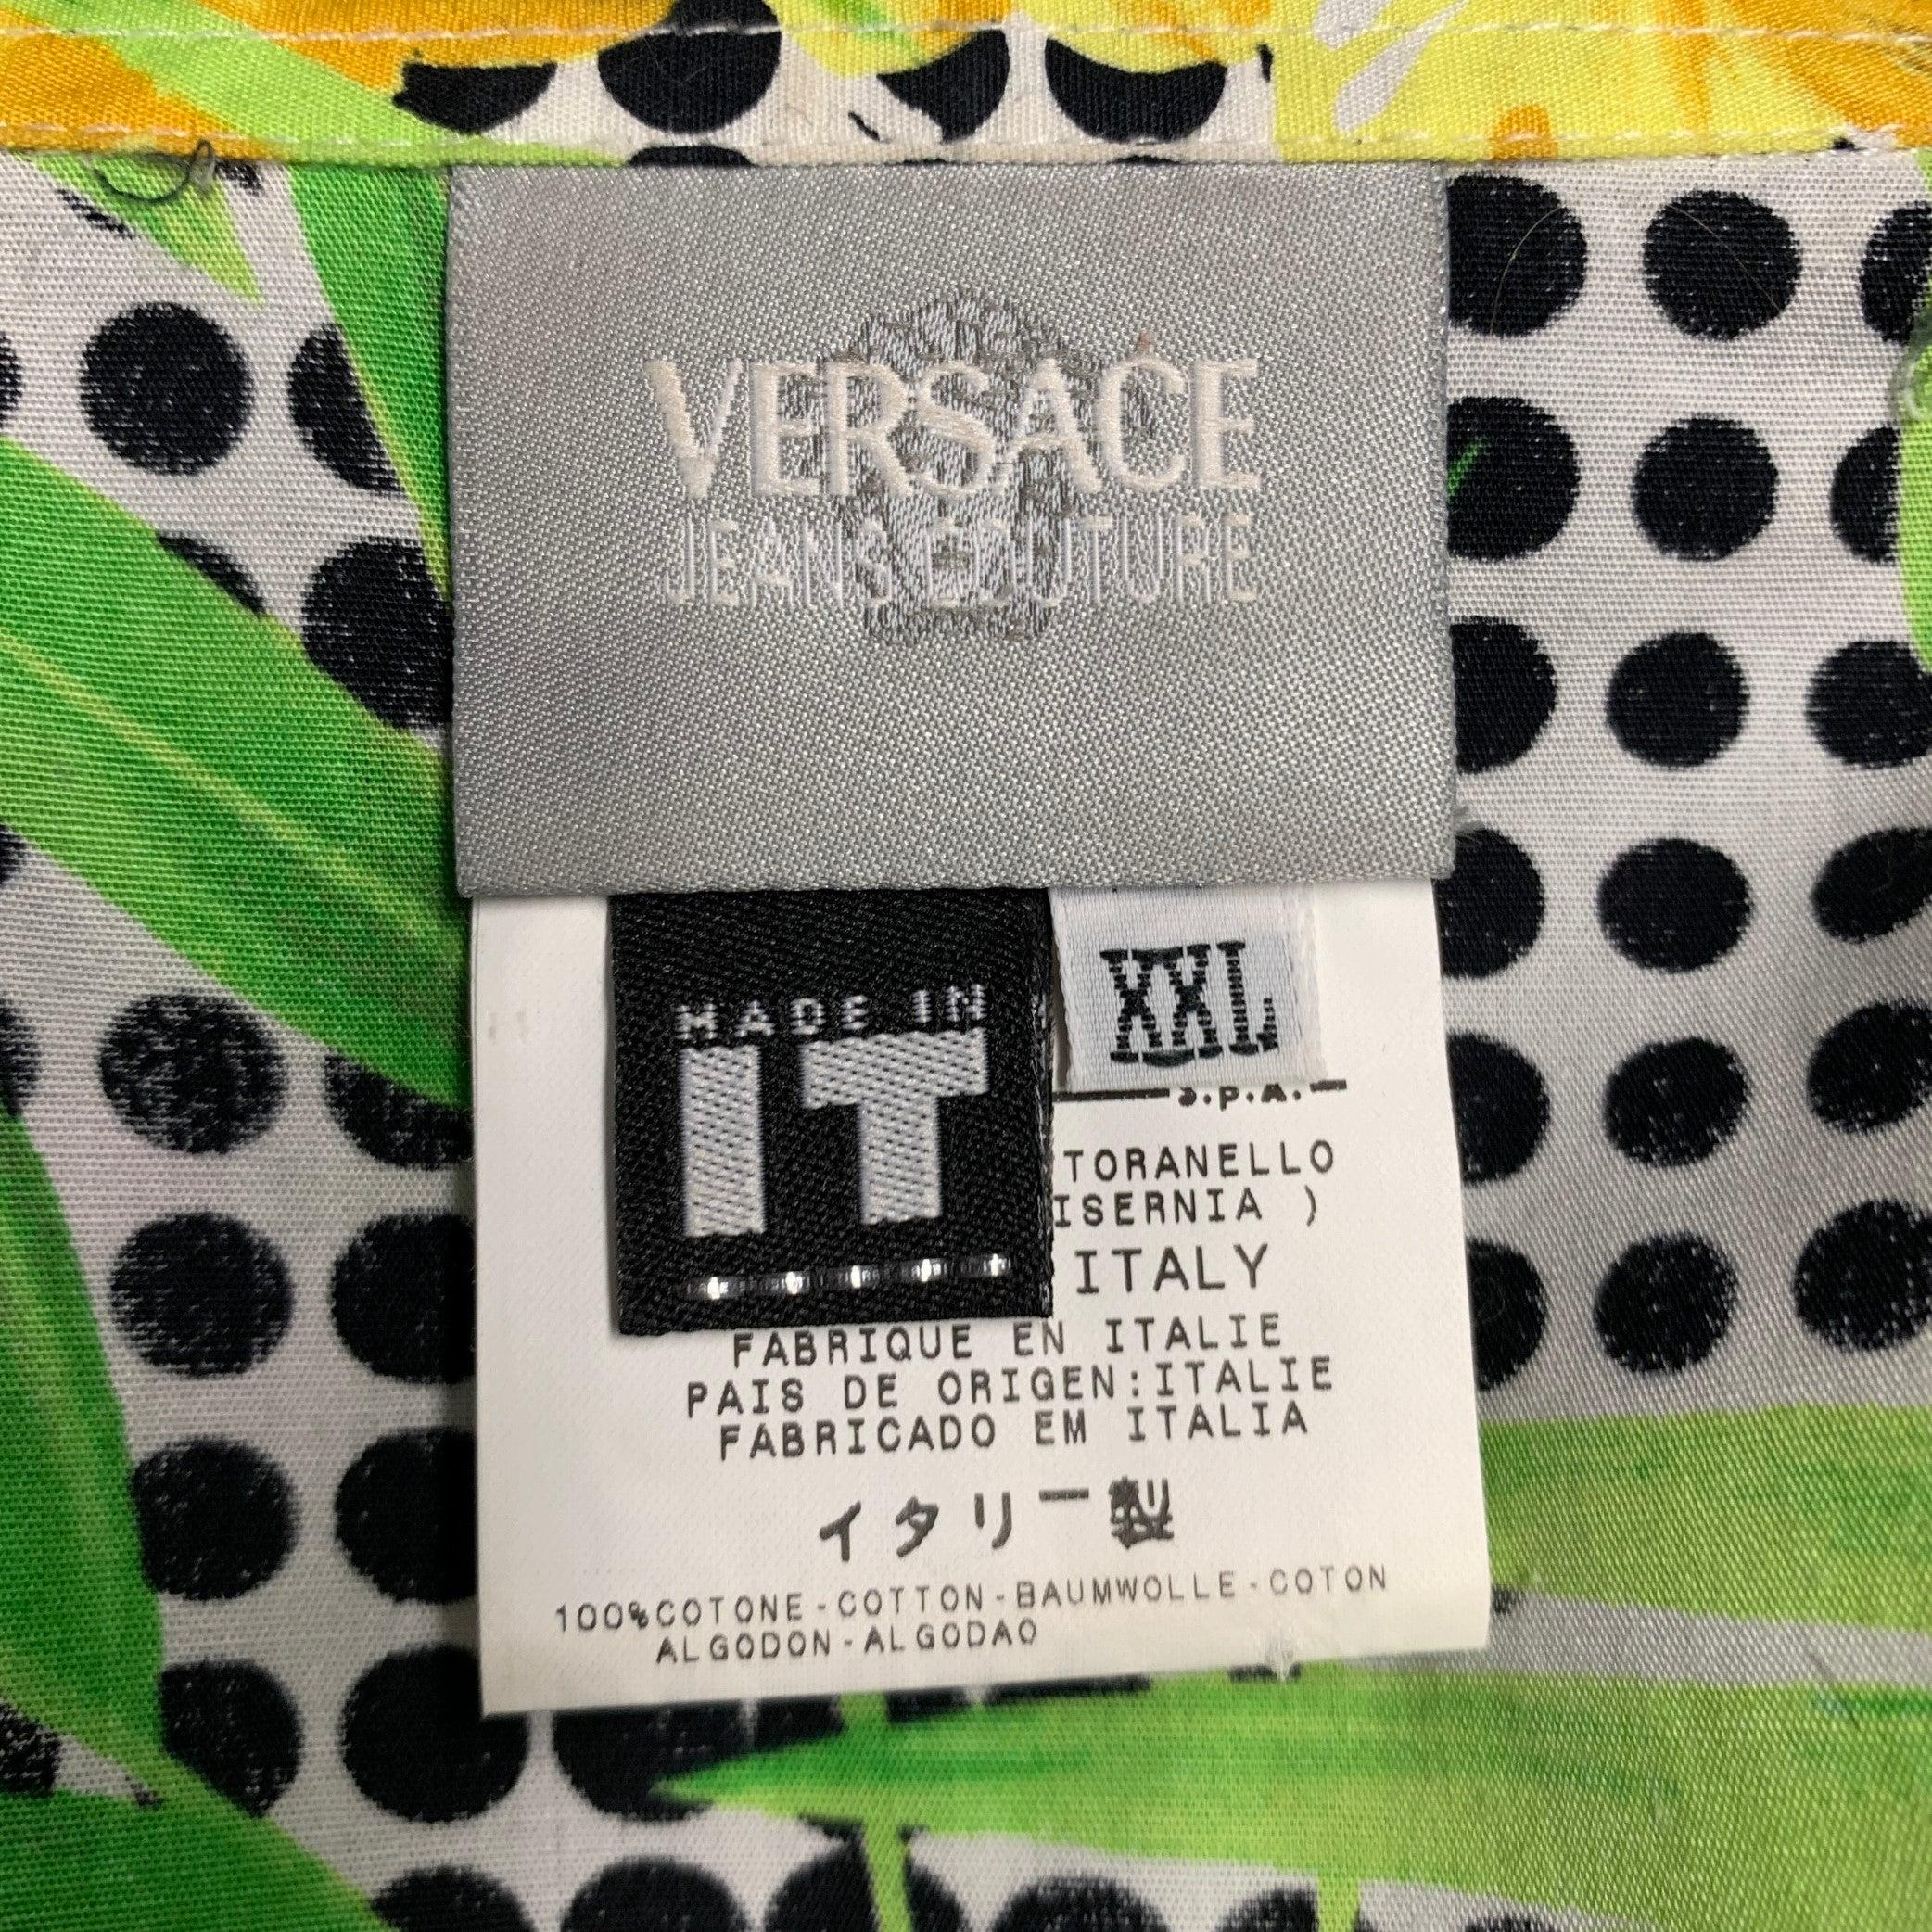 VERSACE
JEANS COUTURE
MADE IN
IT
XXL
S.P.A.
TORANELLO
ISERNIA )
ITALY
FABRIQUE EN ITALIE
PAIS DE ORIGEN:ITALIE
FABRICADO EM ITALIA
イタリー製
100%COTONE-COTTON-BAUMWOLLE-COTON
ALGODON-ALGODAO